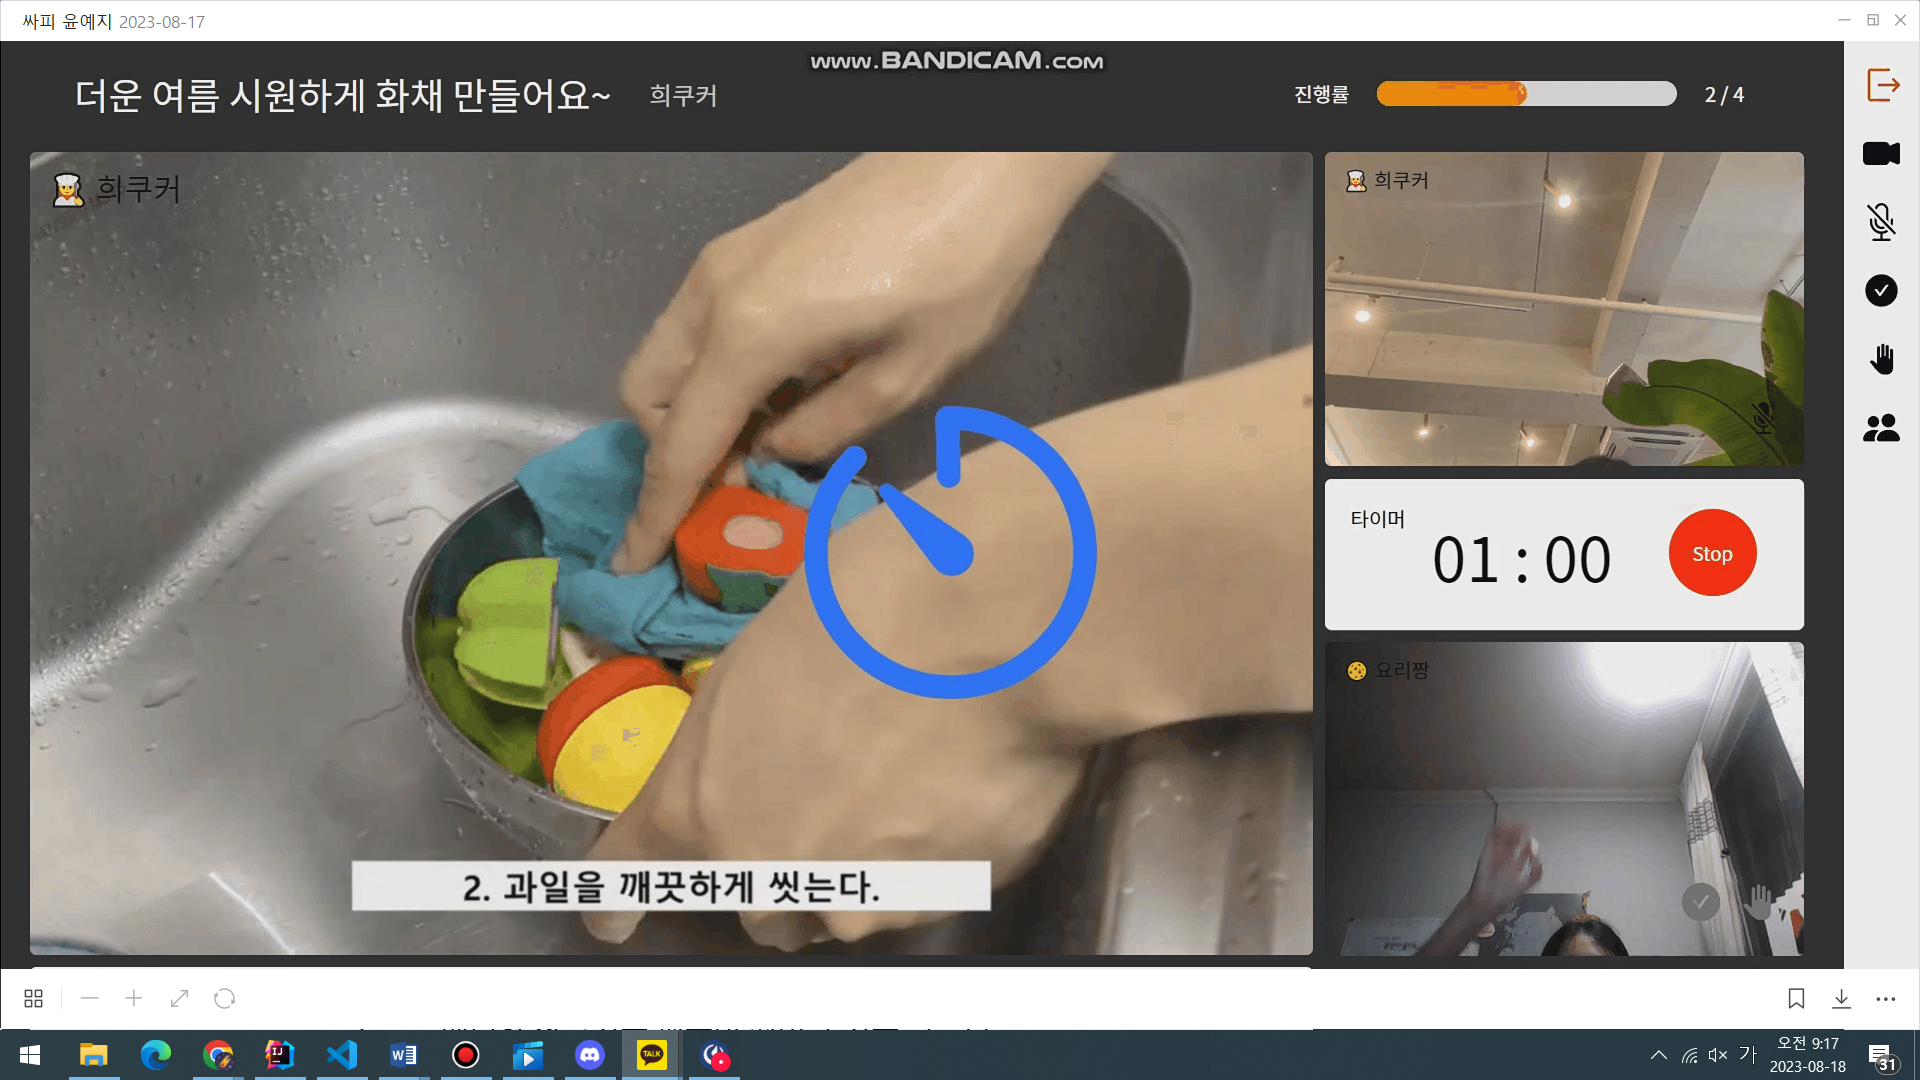 싸피 윤예지 2023-08-17
www.BANDICAM.com
더운 여름 시원하게 화채 만들어요~ 희쿠커
진행률 2 / 4
희쿠커
희쿠커
타이머
01 : 00
Stop
요리짱
2. 과일을 깨끗하게 씻는다.
가
오전 9:17
2023-08-18
31
TALK
W
IJ